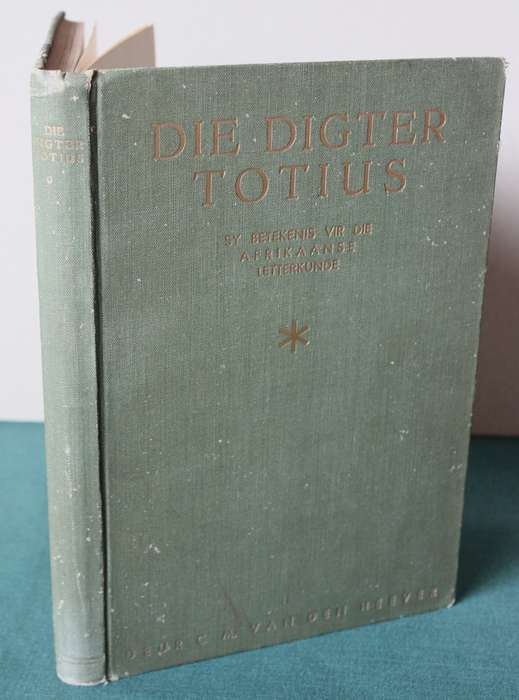 DIE
DIGTER
TOTIUS
DIE DIGTER
TOTIUS
SY BETEKENIS VIR DIE
AFRIKAANSE
LETTERKUNDE
DEUR C. M. VAN DEN HEEVER